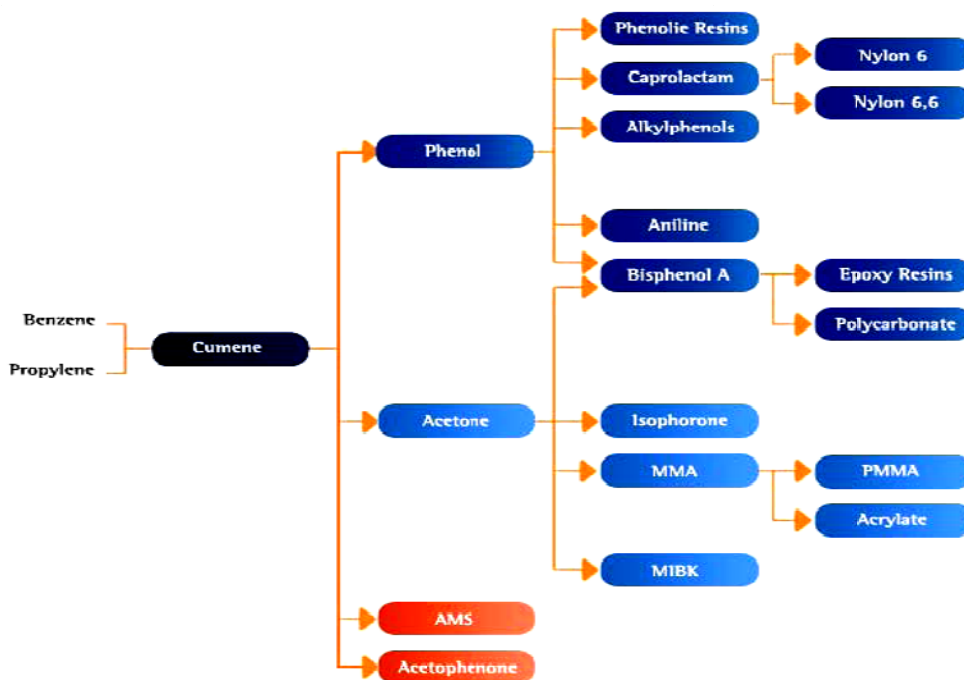 Phenolie Resins
Nylon 6
Caprolactam
Nylon 6,6
Alkylphenols
Phenol
Aniline
Bisphenol A
Epoxy Resins
Benzene
Polycarbonate
Cumene
Propylene
Acetone
Isophorone
MMA
PMMA
Acrylate
MIBK
AMS
Acetophenone